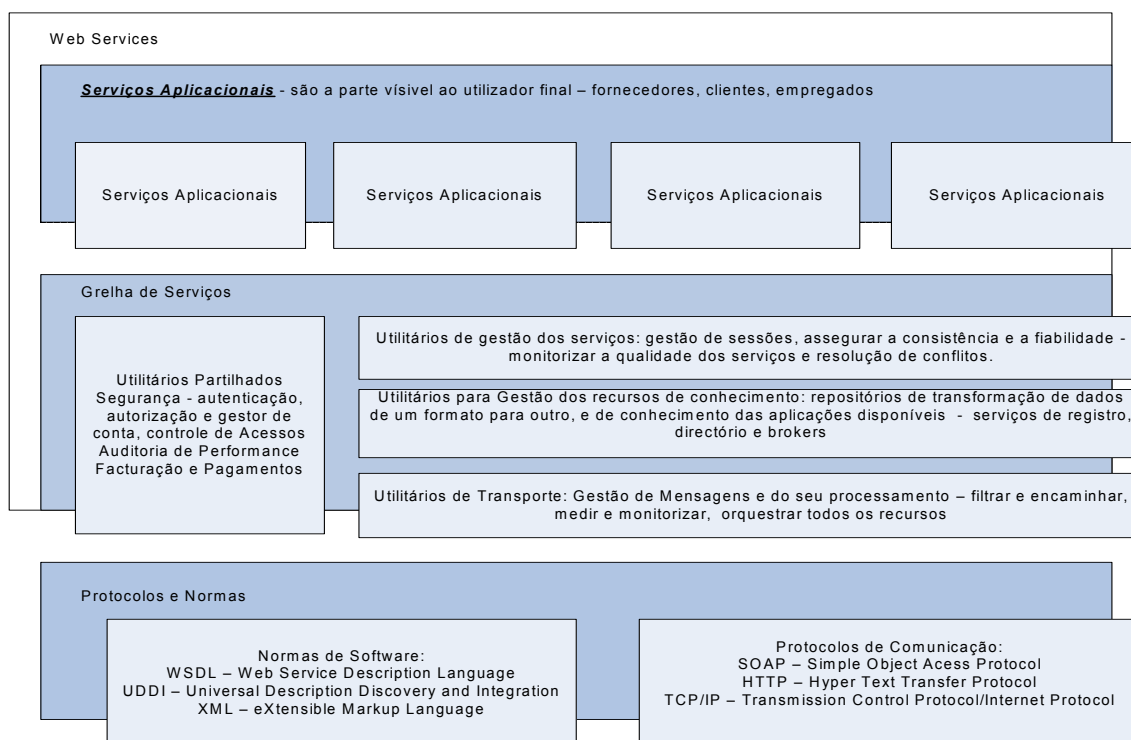 Web Services
Serviços Aplicacionais - são a parte vísivel ao utilizador final – fornecedores, clientes, empregados
Serviços Aplicacionais
Serviços Aplicacionais
Serviços Aplicacionais
Serviços Aplicacionais
Grelha de Serviços
Utilitários Partilhados
Segurança - autenticação,
autorização e gestor de
conta, controle de Acessos
Auditoria de Performance
Facturação e Pagamentos
Utilitários de gestão dos serviços: gestão de sessões, assegurar a consistência e a fiabilidade -
monitorizar a qualidade dos serviços e resolução de conflitos.
Utilitários para Gestão dos recursos de conhecimento: repositórios de transformação de dados
de um formato para outro, e de conhecimento das aplicações disponíveis - serviços de registro,
directório e brokers
Utilitários de Transporte: Gestão de Mensagens e do seu processamento – filtrar e encaminhar,
medir e monitorizar, orquestrar todos os recursos
Protocolos e Normas
Normas de Software:
WSDL – Web Service Description Language
UDDI – Universal Description Discovery and Integration
XML – eXtensible Markup Language
Protocolos de Comunicação:
SOAP – Simple Object Acess Protocol
HTTP – Hyper Text Transfer Protocol
TCP/IP – Transmission Control Protocol/Internet Protocol